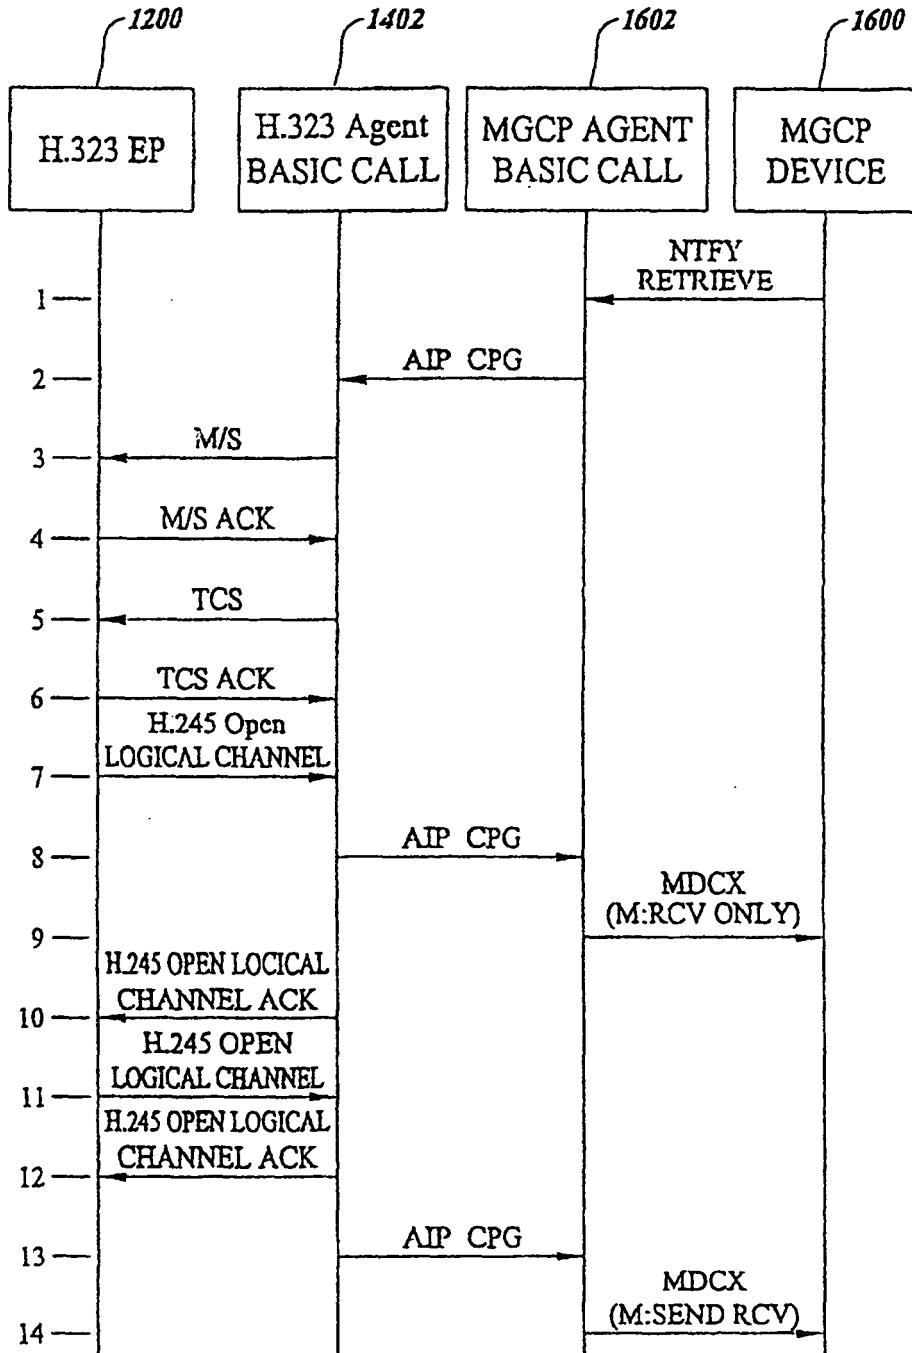 1200 1402 1602 1600
H.323 EP
H.323 Agent
BASIC CALL
MGCP AGENT
BASIC CALL
MGCP
DEVICE
NTFY
RETRIEVE
1
AIP CPG
2
M/S
3
M/S ACK
4
TCS
5
TCS ACK
6
H.245 Open
LOGICAL CHANNEL
7
AIP CPG
8
MDCX
(M:RCV ONLY)
9
H.245 OPEN LOCICAL
CHANNEL ACK
10
H.245 OPEN
LOGICAL CHANNEL
11
H.245 OPEN LOGICAL
CHANNEL ACK
12
AIP CPG
13
MDCX
(M:SEND RCV)
14